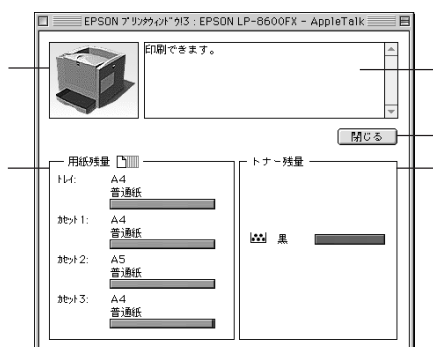 EPSON プリンタウィンドウ!3 : EPSON LP-8600FX - AppleTalk
印刷できます。
閉じる
用紙残量
トレイ: A4
普通紙
カセット1: A4
普通紙
カセット2: A5
普通紙
カセット3: A4
普通紙
トナー残量
黒